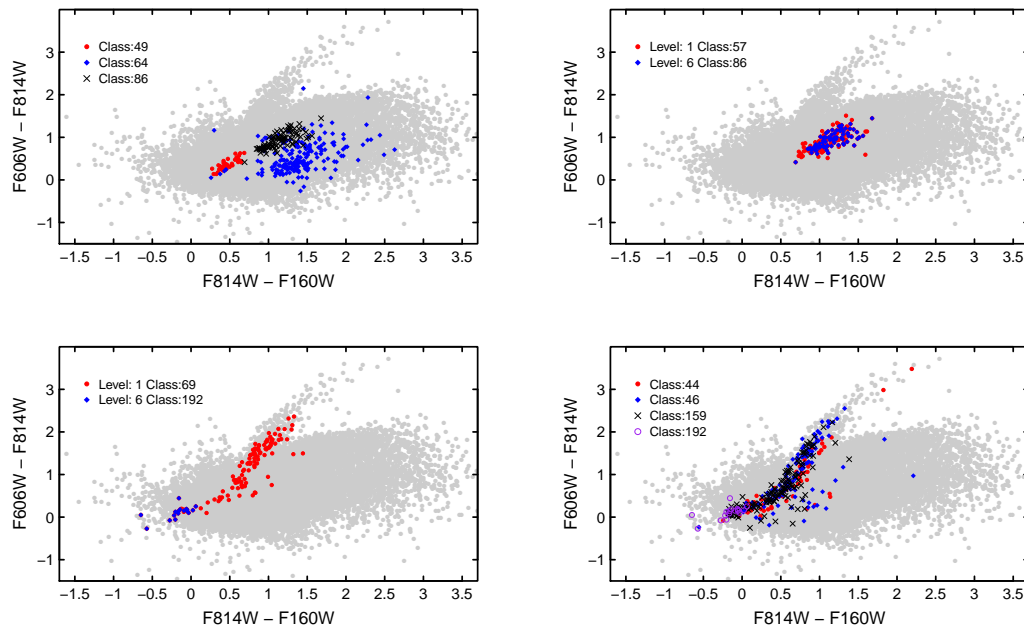 Class:49
Class:64
Class:86
3
2
1
0
−1
F606W − F814W
−1.5 −1 −0.5 0 0.5 1 1.5 2 2.5 3 3.5
F814W − F160W
Level: 1 Class:57
Level: 6 Class:86
3
2
1
0
−1
F606W − F814W
−1.5 −1 −0.5 0 0.5 1 1.5 2 2.5 3 3.5
F814W − F160W
Level: 1 Class:69
Level: 6 Class:192
3
2
1
0
−1
F606W − F814W
−1.5 −1 −0.5 0 0.5 1 1.5 2 2.5 3 3.5
F814W − F160W
Class:44
Class:46
Class:159
Class:192
3
2
1
0
−1
F606W − F814W
−1.5 −1 −0.5 0 0.5 1 1.5 2 2.5 3 3.5
F814W − F160W